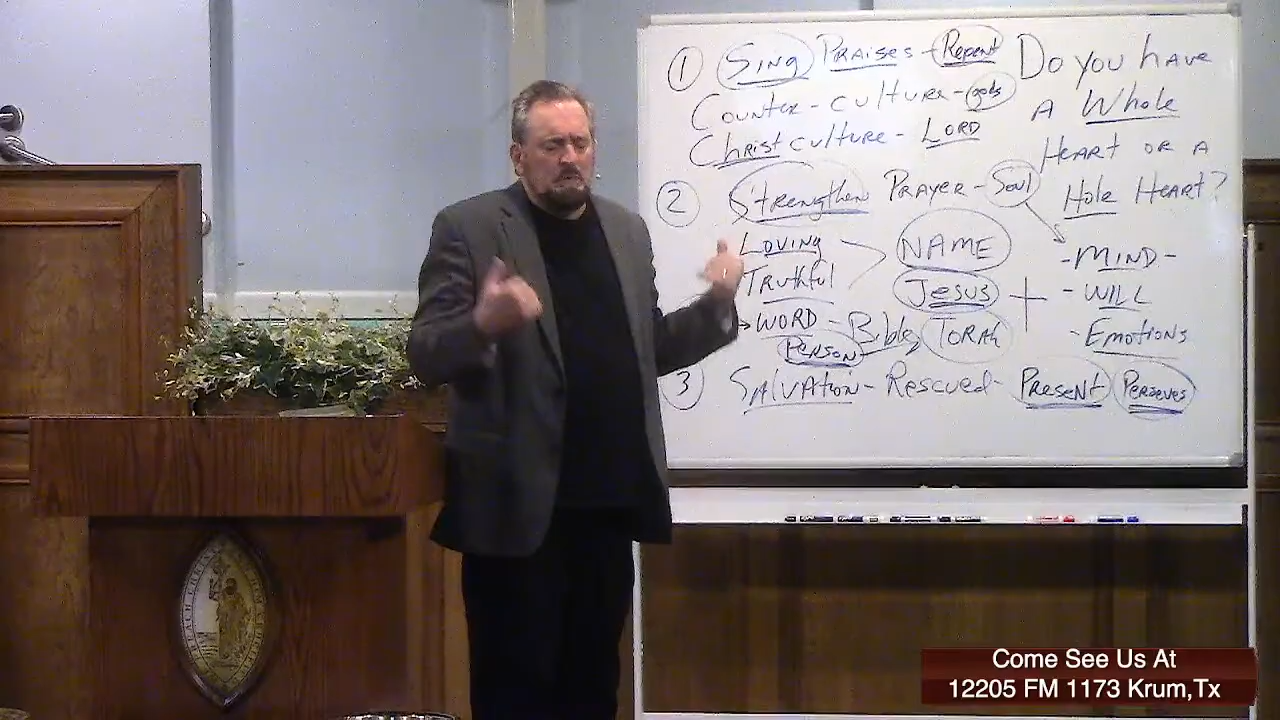 ① Sing Praises - Repent
Counter-culture - gods
Christ culture - LORD
② Strengthen Prayer - Soul
Loving
Truthful
NAME
Jesus +
WORD - Bible TORAH
PERSON
③ Salvation - Rescued - Present
Do you have
A Whole
Heart or a
Hole Heart?
- MIND -
- WILL
- Emotions
Come See Us At
12205 FM 1173 Krum,Tx